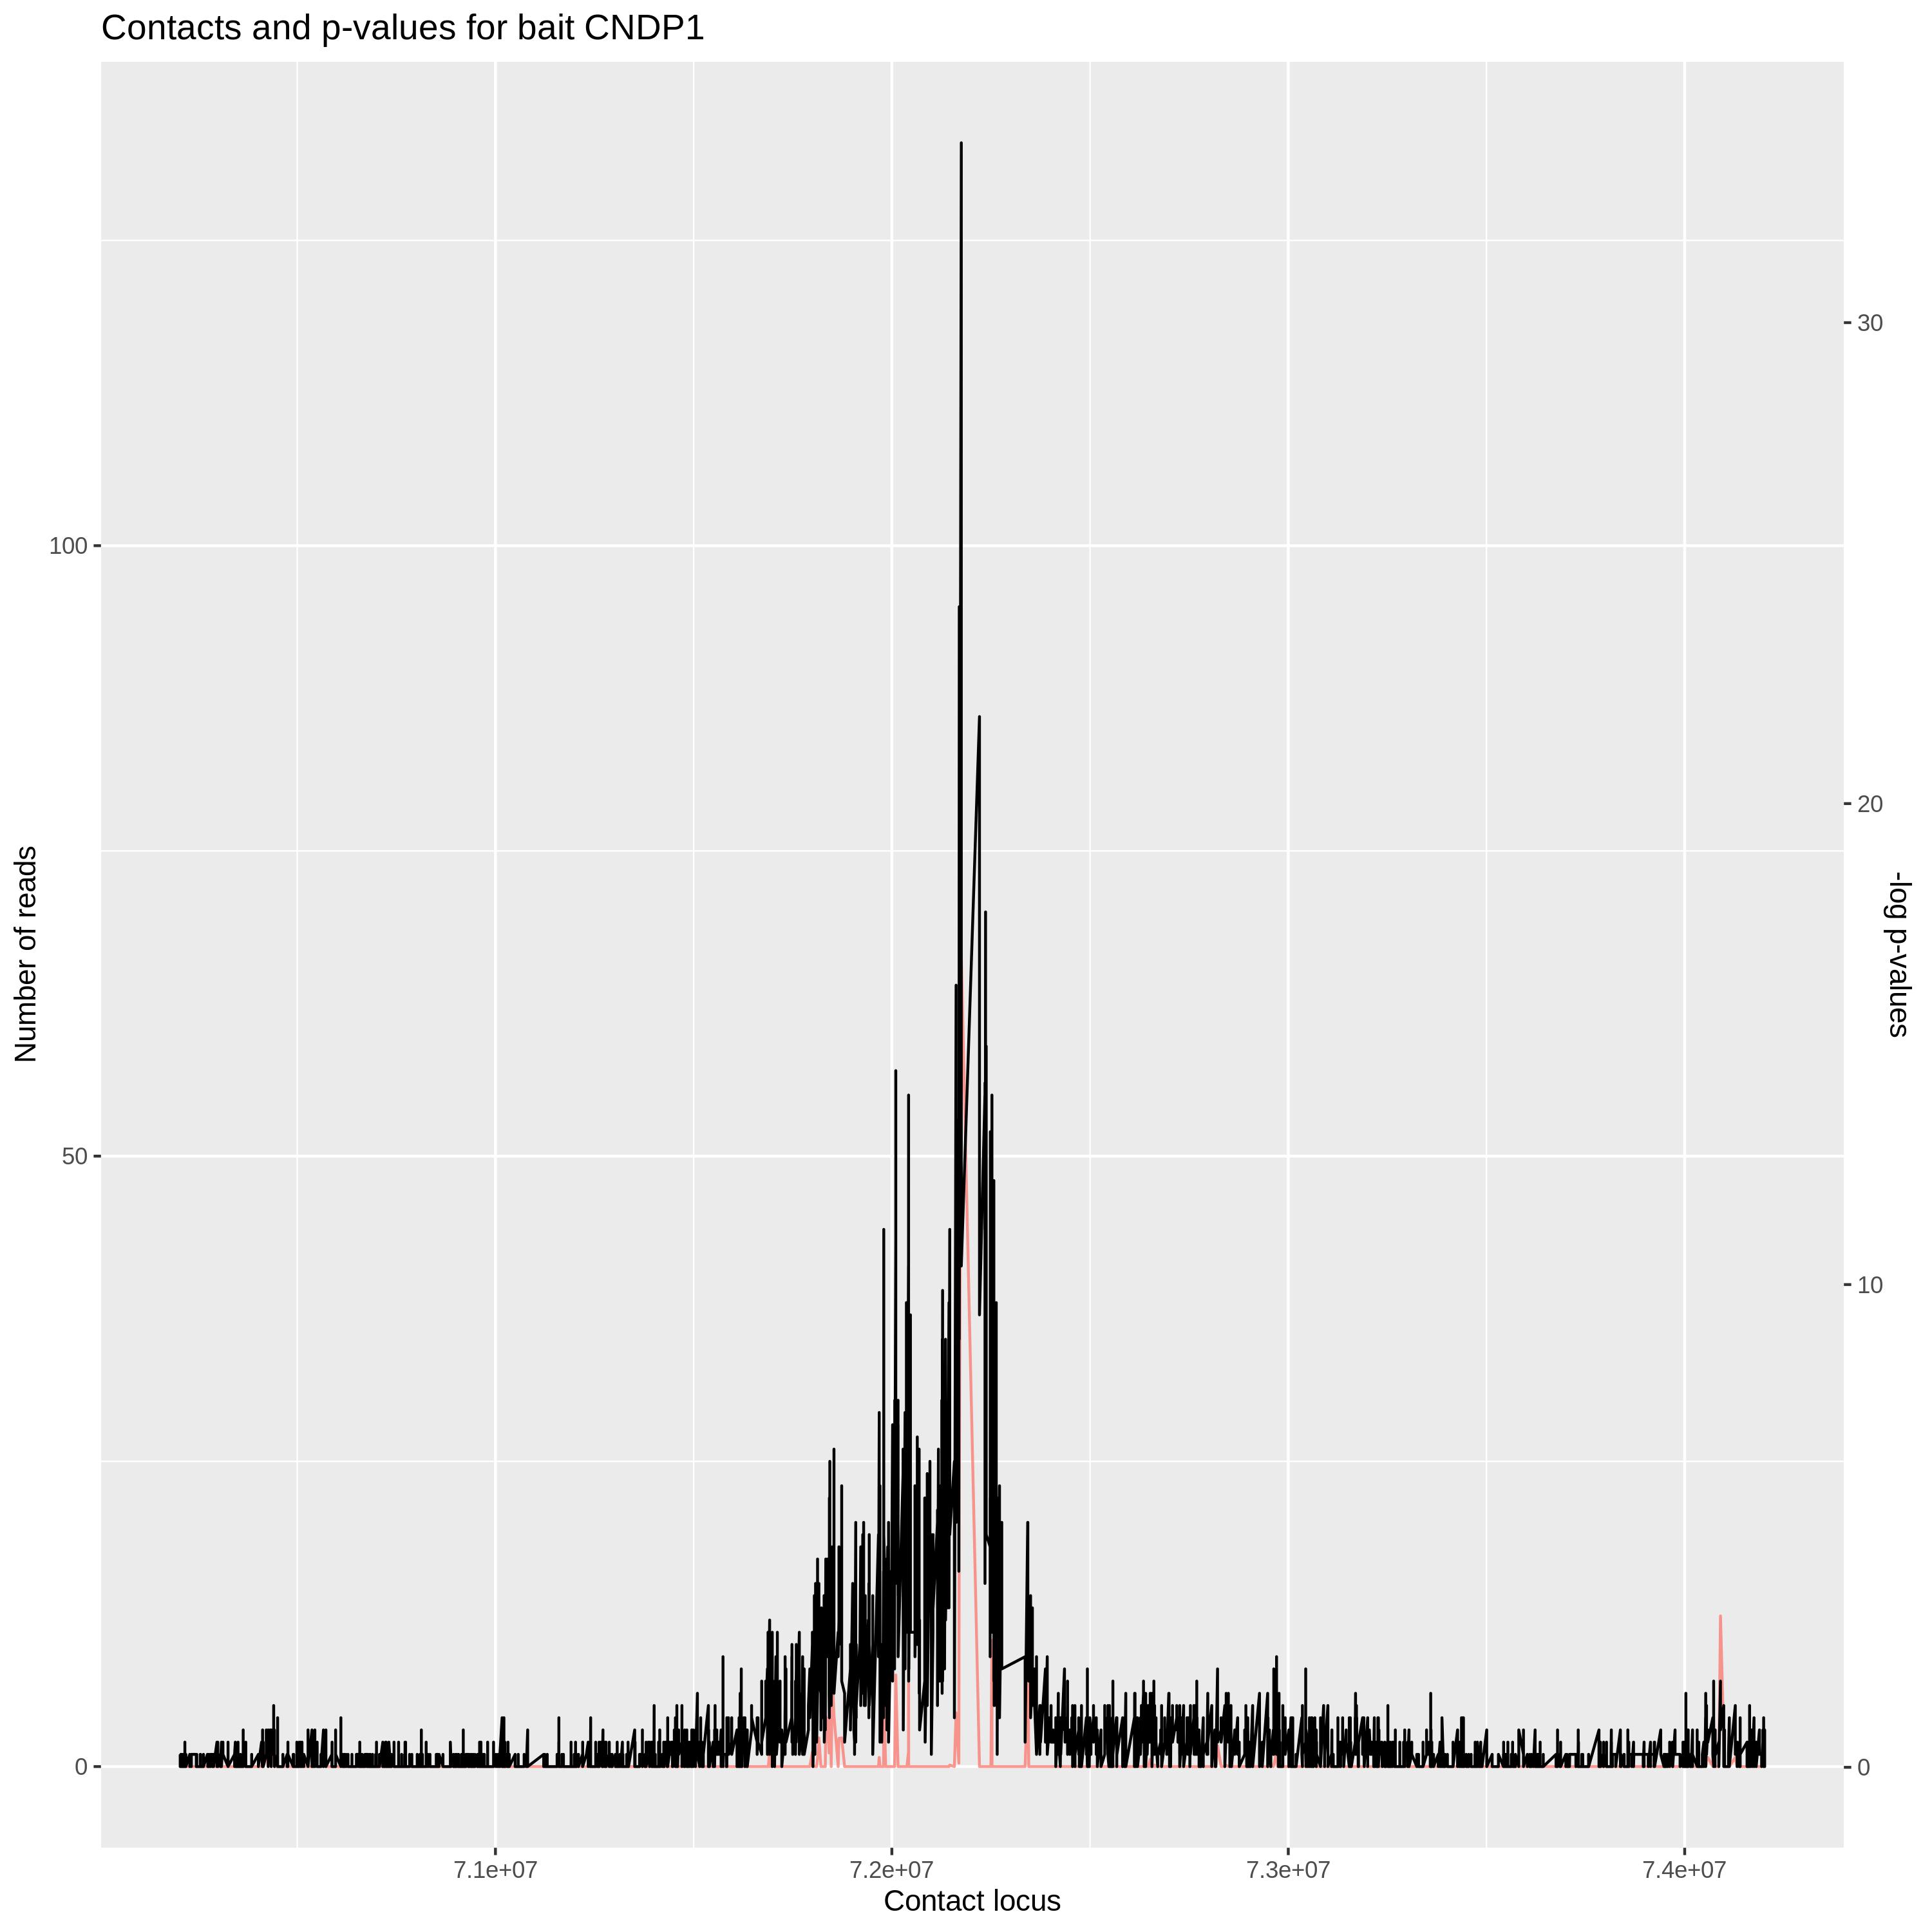 Contacts and p-values for bait CNDP1
Number of reads
100
50
0
30
20
10
0
-log p-values
7.1e+07
7.2e+07
7.3e+07
7.4e+07
Contact locus